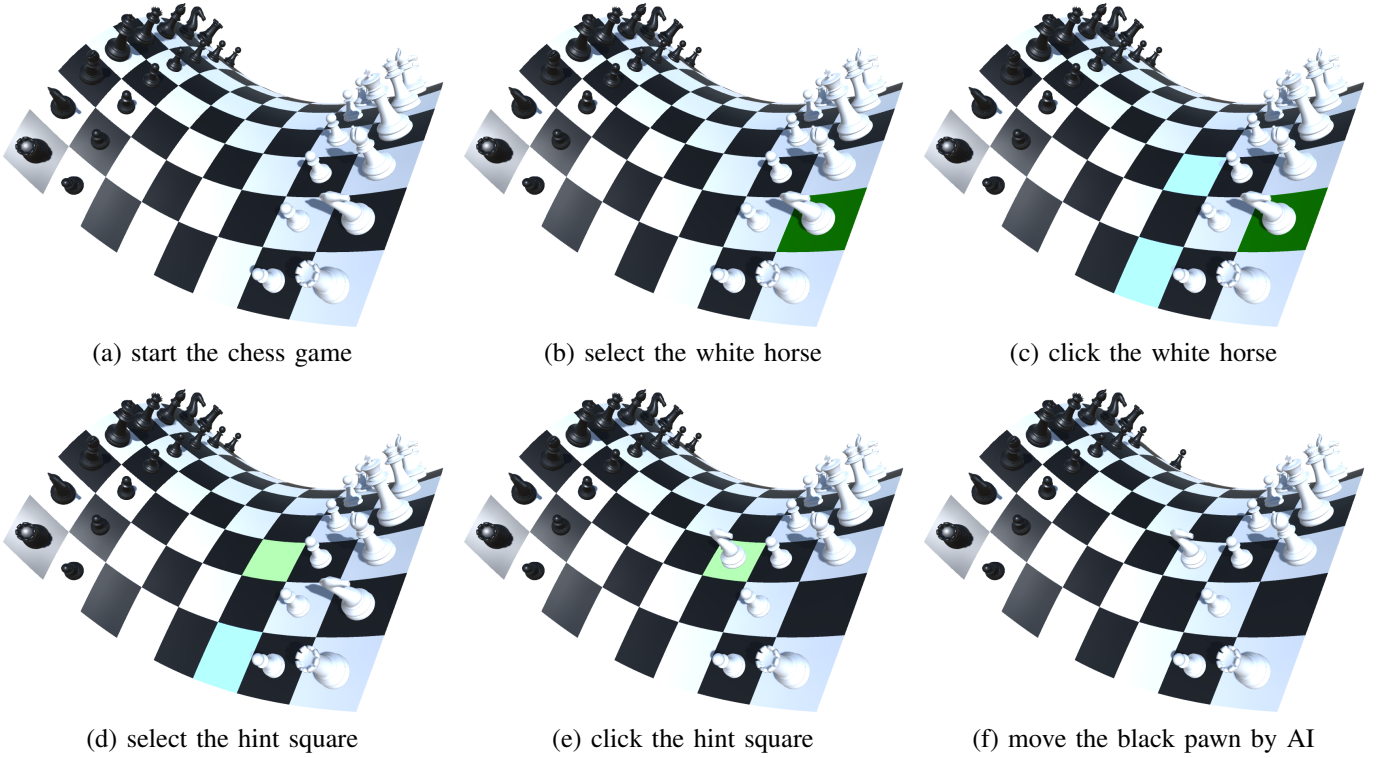 (a) start the chess game
(b) select the white horse
(c) click the white horse
(d) select the hint square
(e) click the hint square
(f) move the black pawn by AI